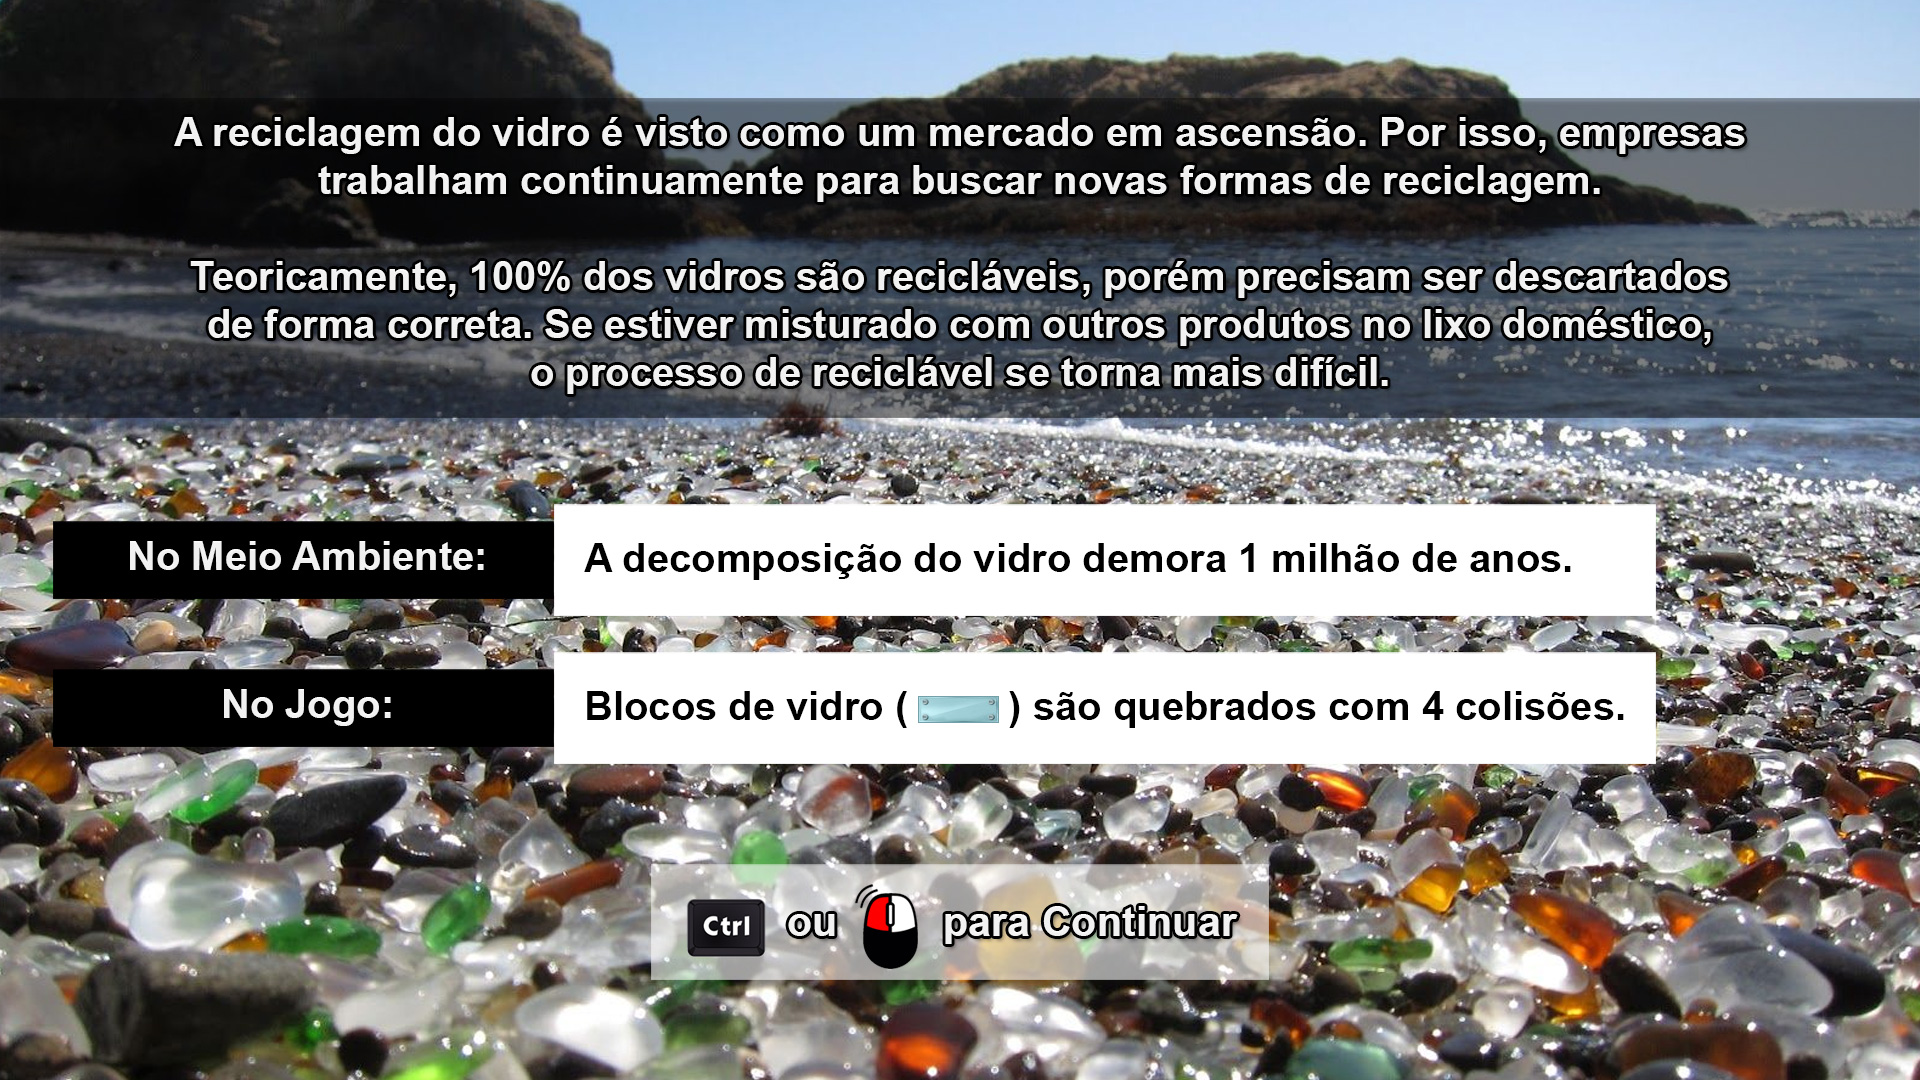 A reciclagem do vidro é visto como um mercado em ascensão. Por isso, empresas
trabalham continuamente para buscar novas formas de reciclagem.
Teoricamente, 100% dos vidros são recicláveis, porém precisam ser descartados
de forma correta. Se estiver misturado com outros produtos no lixo doméstico,
o processo de reciclável se torna mais difícil.
No Meio Ambiente:
A decomposição do vidro demora 1 milhão de anos.
No Jogo:
Blocos de vidro ( ) são quebrados com 4 colisões.
Ctrl ou para Continuar